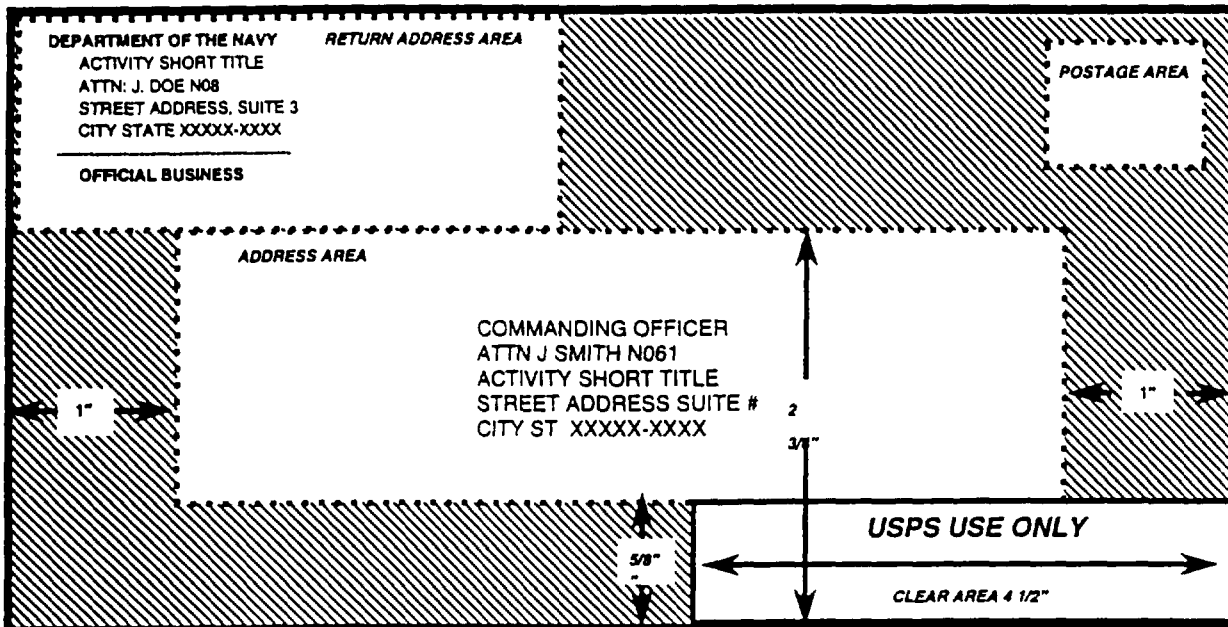 DEPARTMENT OF THE NAVY RETURN ADDRESS AREA
ACTIVITY SHORT TITLE
ATTN: J. DOE N08
STREET ADDRESS, SUITE 3
CITY STATE XXXXX-XXXX
OFFICIAL BUSINESS
POSTAGE AREA
ADDRESS AREA
COMMANDING OFFICER
ATTN J SMITH N061
ACTIVITY SHORT TITLE
STREET ADDRESS SUITE #
CITY ST XXXXX-XXXX
1"
2
3/8"
1"
5/8"
"
USPS USE ONLY
CLEAR AREA 4 1/2"